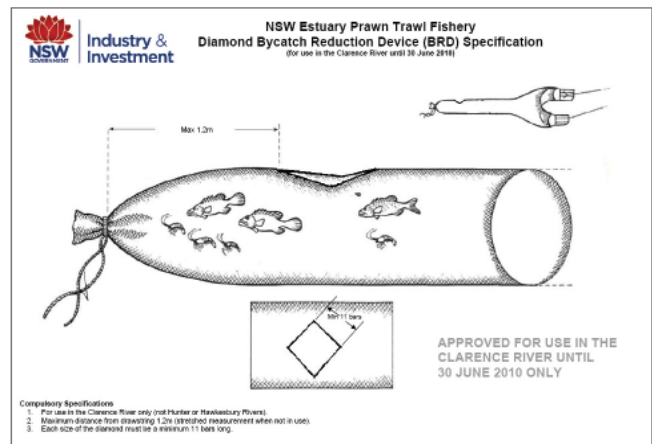 NSW
GOVERNMENT
Industry &
Investment
NSW Estuary Prawn Trawl Fishery
Diamond Bycatch Reduction Device (BRD) Specification
(for use in the Clarence River until 30 June 2010)
Max 1.2m
Min 11 bars
APPROVED FOR USE IN THE
CLARENCE RIVER UNTIL
30 JUNE 2010 ONLY
Compulsory Specifications
1. For use in the Clarence River only (not Hunter or Hawkesbury Rivers).
2. Maximum distance from drawstring 1.2m (stretched measurement when not in use).
3. Each size of the diamond must be a minimum 11 bars long.